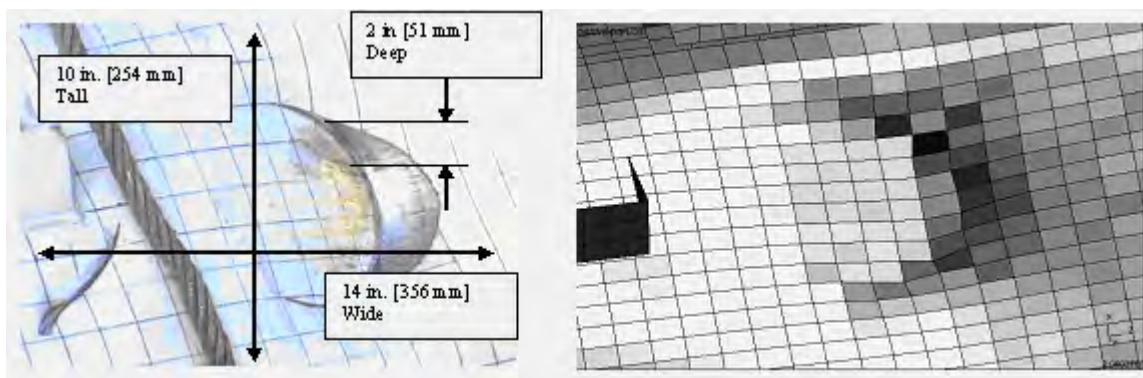 2 in [51 mm]
Deep
10 in. [254 mm]
Tall
14 in. [356 mm]
Wide